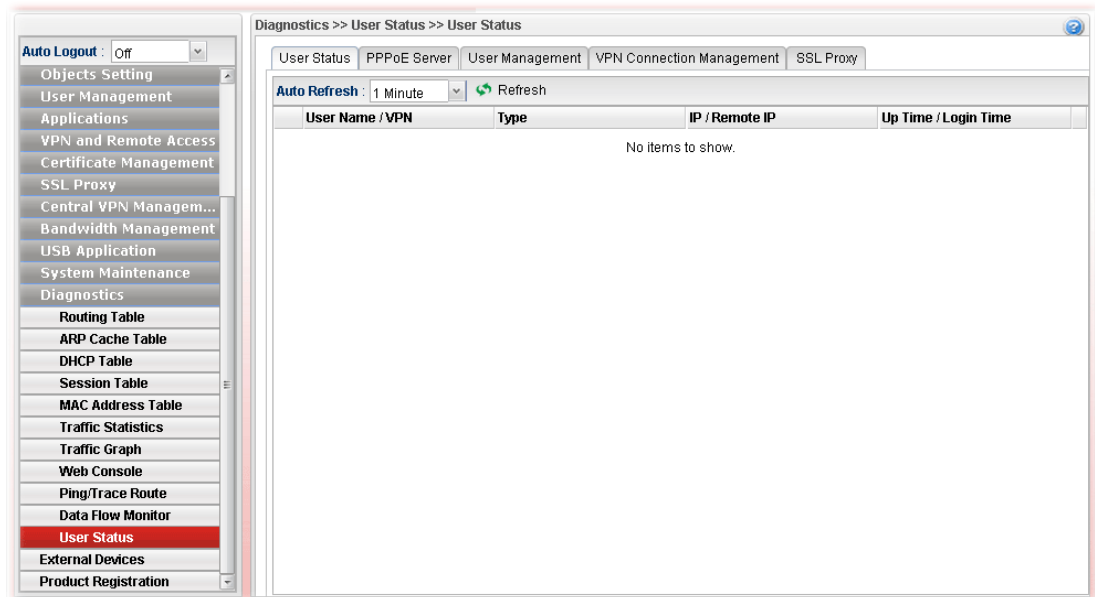 Diagnostics >> User Status >> User Status
Auto Logout : Off
Objects Setting
User Management
Applications
VPN and Remote Access
Certificate Management
SSL Proxy
Central VPN Managem...
Bandwidth Management
USB Application
System Maintenance
Diagnostics
Routing Table
ARP Cache Table
DHCP Table
Session Table
MAC Address Table
Traffic Statistics
Traffic Graph
Web Console
Ping/Trace Route
Data Flow Monitor
User Status
External Devices
Product Registration
User Status PPPoE Server User Management VPN Connection Management SSL Proxy
Auto Refresh : 1 Minute Refresh
User Name / VPN Type IP / Remote IP Up Time / Login Time
No items to show.